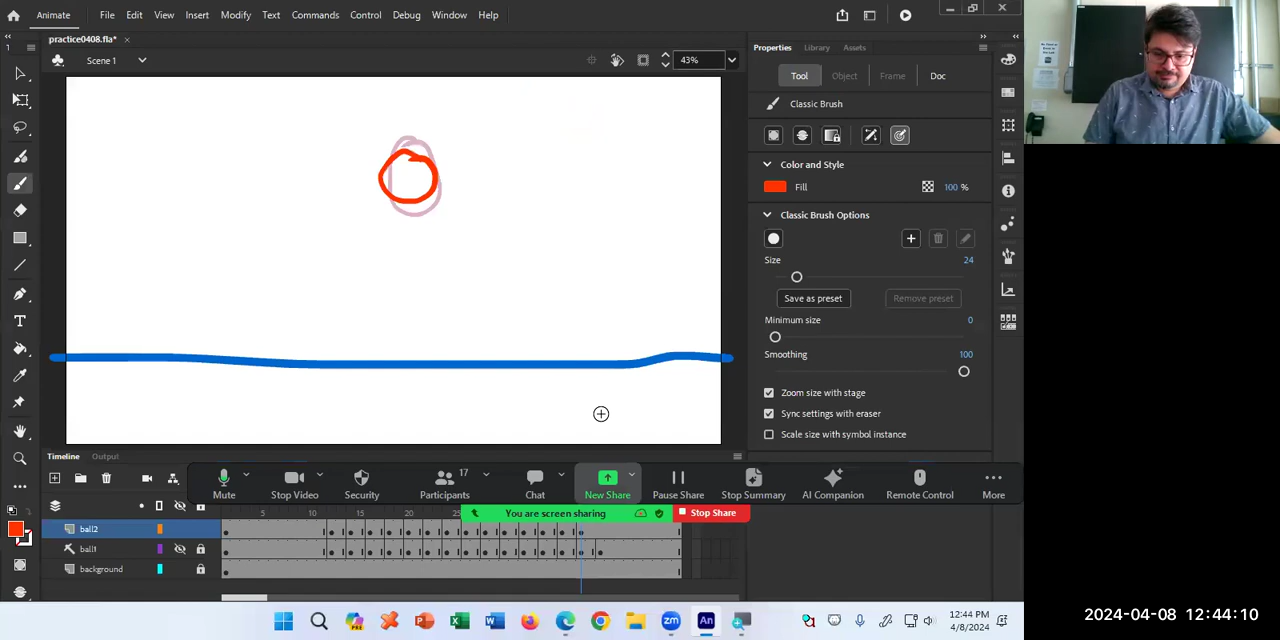 Animate File Edit View Insert Modify Text Commands Control Debug Window Help
practice0408.fla*
Scene 1
43%
Properties Library Assets
Tool Object Frame Doc
Classic Brush
Color and Style
Fill 100 %
Classic Brush Options
Size 24
Save as preset Remove preset
Minimum size 0
Smoothing 100
Zoom size with stage
Sync settings with eraser
Scale size with symbol instance
Timeline Output
17
Mute Stop Video Security Participants Chat New Share Pause Share Stop Summary AI Companion Remote Control More
You are screen sharing Stop Share
5 10 15 20
ball2
ball1
background
12:44 PM
4/8/2024
2024-04-08 12:44:10